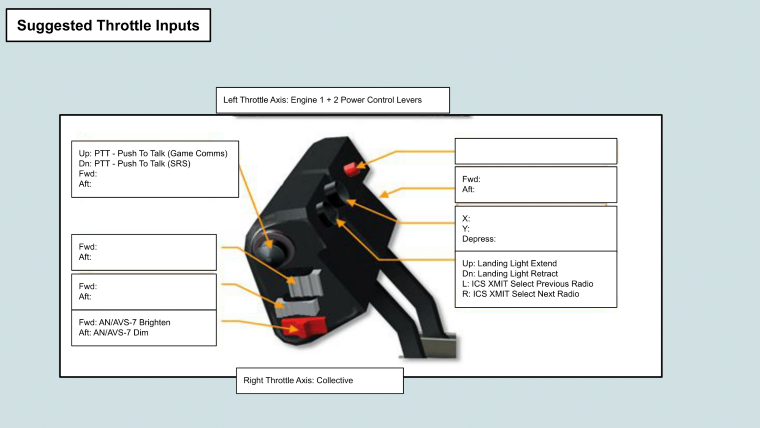 Suggested Throttle Inputs
Left Throttle Axis: Engine 1 + 2 Power Control Levers
Up: PTT - Push To Talk (Game Comms)
Dn: PTT - Push To Talk (SRS)
Fwd:
Aft:
Fwd:
Aft:
Fwd:
Aft:
Fwd: AN/AVS-7 Brighten
Aft: AN/AVS-7 Dim
Fwd:
Aft:
X:
Y:
Depress:
Up: Landing Light Extend
Dn: Landing Light Retract
L: ICS XMIT Select Previous Radio
R: ICS XMIT Select Next Radio
Right Throttle Axis: Collective